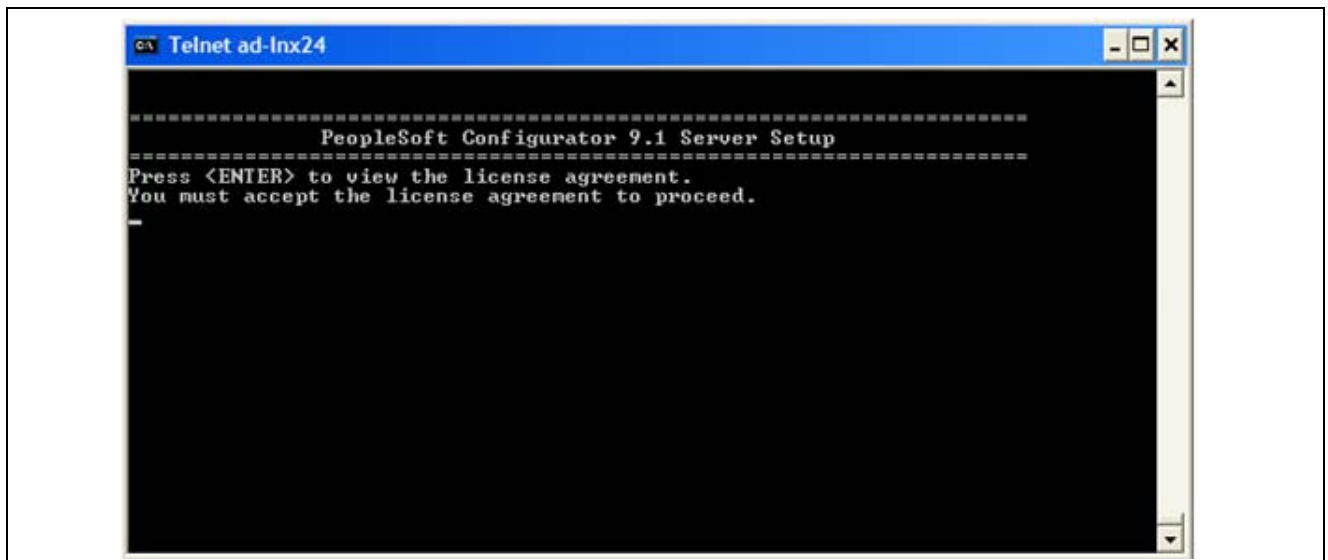 Telnet ad-lnx24
======================================================================
PeopleSoft Configurator 9.1 Server Setup
======================================================================
Press <ENTER> to view the license agreement.
You must accept the license agreement to proceed.